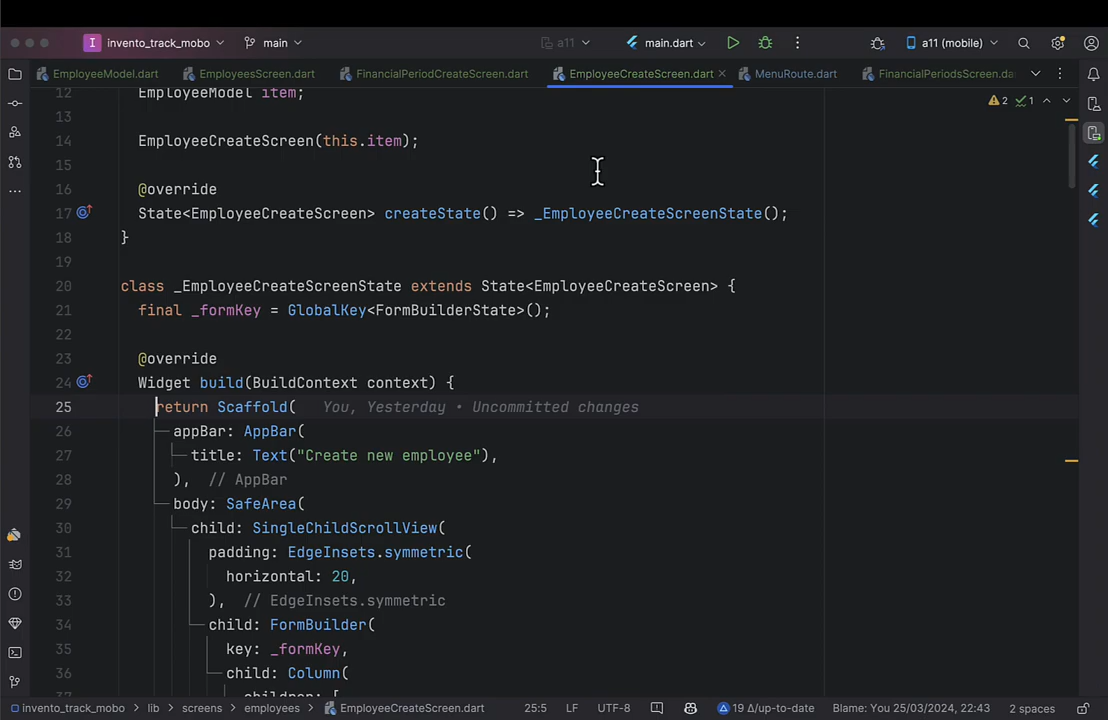 I invento_track_mobo main a11 main.dart a11 (mobile)
EmployeeModel.dart EmployeesScreen.dart FinancialPeriodCreateScreen.dart EmployeeCreateScreen.dart MenuRoute.dart FinancialPeriodsScreen.da
12 EmployeeModel item; 2 1
13
14 EmployeeCreateScreen(this.item);
15
16 @override
17 State<EmployeeCreateScreen> createState() => _EmployeeCreateScreenState();
18 }
19
20 class _EmployeeCreateScreenState extends State<EmployeeCreateScreen> {
21 final _formKey = GlobalKey<FormBuilderState>();
22
23 @override
24 Widget build(BuildContext context) {
25 return Scaffold( You, Yesterday • Uncommitted changes
26 appBar: AppBar(
27 title: Text("Create new employee"),
28 ), // AppBar
29 body: SafeArea(
30 child: SingleChildScrollView(
31 padding: EdgeInsets.symmetric(
32 horizontal: 20,
33 ), // EdgeInsets.symmetric
34 child: FormBuilder(
35 key: _formKey,
36 child: Column(
37 children: [
invento_track_mobo lib screens employees EmployeeCreateScreen.dart 25:5 LF UTF-8 19 Δ/up-to-date Blame: You 25/03/2024, 22:43 2 spaces